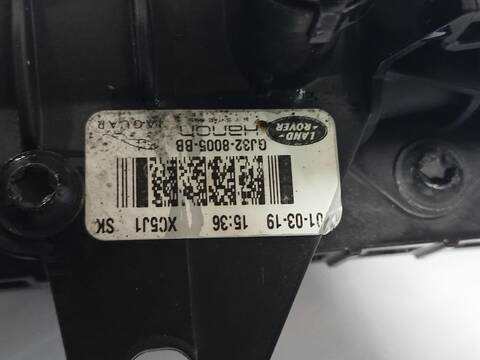 LAND
ROVER
Hanon
JAGUAR
GJ32-8005-BB
01-03-19 15:36 XC5J1 SK